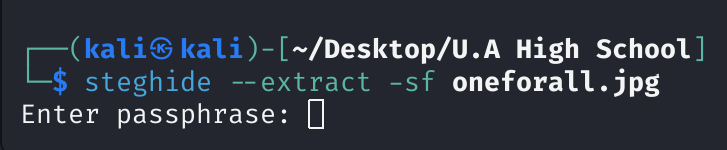 ┌──(kali㉿kali)-[~/Desktop/U.A High School]
└─$ steghide --extract -sf oneforall.jpg
Enter passphrase: